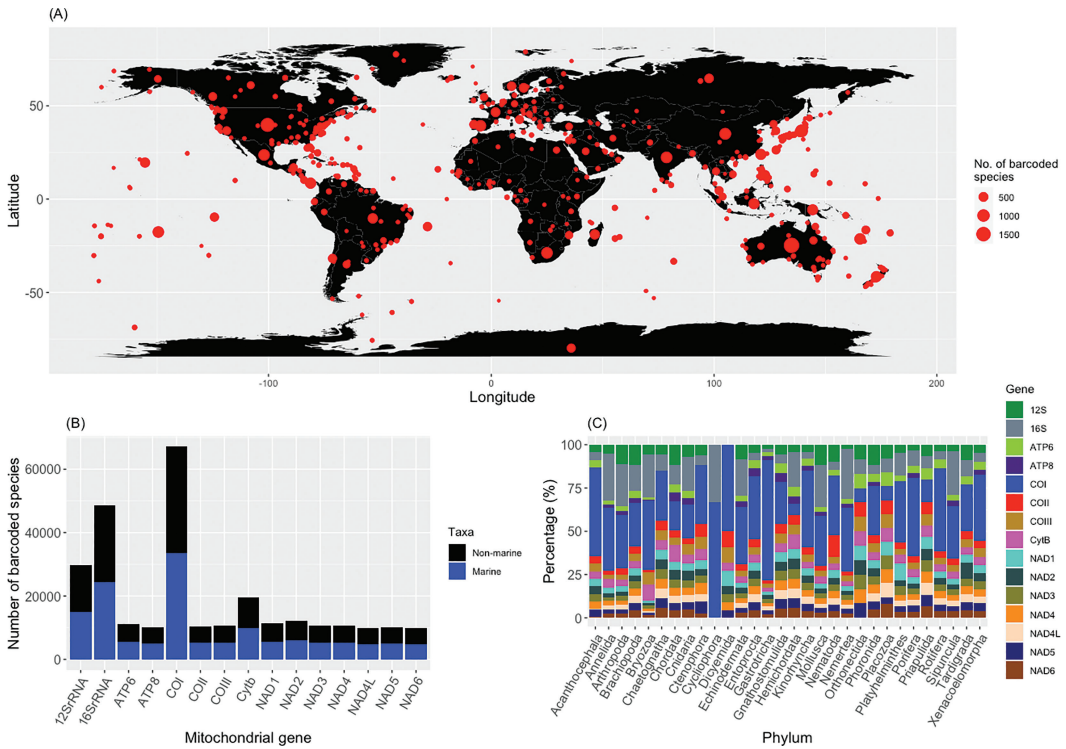 (A)
Latitude
50
0
-50
-100
0
100
200
Longitude
No. of barcoded
species
500
1000
1500
(B)
Number of barcoded species
60000
40000
20000
0
12SrRNA
16SrRNA
ATP6
ATP8
COI
COII
COIII
Cytb
NAD1
NAD2
NAD3
NAD4
NAD4L
NAD5
NAD6
Mitochondrial gene
Taxa
Non-marine
Marine
(C)
Percentage (%)
100
75
50
25
0
Acanthocephala
Annelida
Arthropoda
Brachiopoda
Bryozoa
Chaetognatha
Chordata
Cnidaria
Ctenophora
Cycliophora
Dicyemida
Echinodermata
Entoprocta
Gastrotricha
Gnathostomulida
Hemichordata
Kinorhyncha
Mollusca
Nematoda
Nemertea
Orthonectida
Phoronida
Placozoa
Platyhelminthes
Porifera
Priapulida
Rotifera
Sipuncula
Tardigrada
Xenacoelomorpha
Phylum
Gene
12S
16S
ATP6
ATP8
COI
COII
COIII
CytB
NAD1
NAD2
NAD3
NAD4
NAD4L
NAD5
NAD6